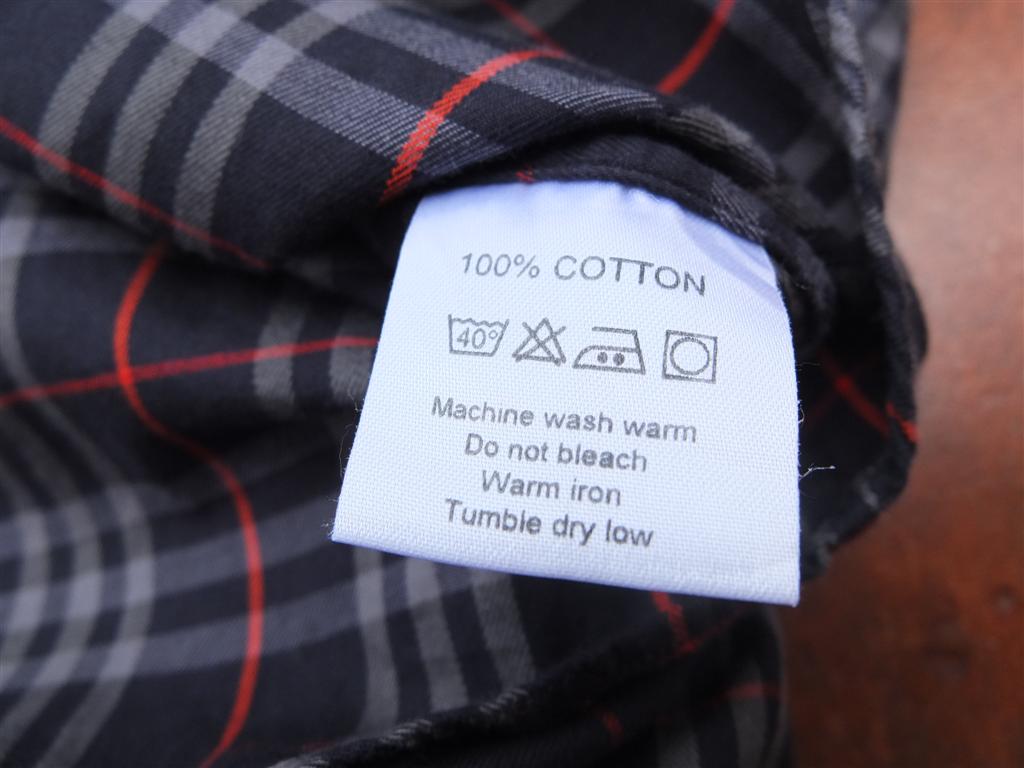 100% COTTON
40°
Machine wash warm
Do not bleach
Warm iron
Tumble dry low